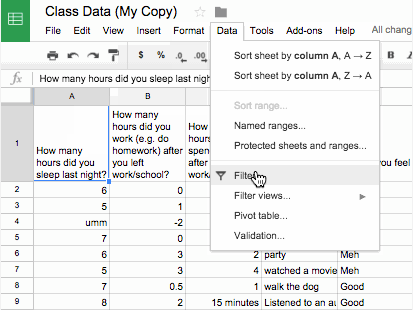 Class Data (My Copy)
File Edit View Insert Format Data Tools Add-ons Help All chang
$ % .0 .00 B
fx How many hours did you sleep last nigh
Sort sheet by column A, A → Z
Sort sheet by column A, Z → A
Sort range...
Named ranges...
Protected sheets and ranges...
Filter
Filter views...
Pivot table...
Validation...
A B
1
How many hours did you sleep last night?
How many hours did you work (e.g. do homework) after you left work/school?
you feel
2 6 0
3 5 1
4 umm -2
5 7 0
6 6 3 2 party Meh
7 5 3 4 watched a movie Meh
8 7 0.5 1 walk the dog Good
9 8 2 15 minutes Listened to an au Good